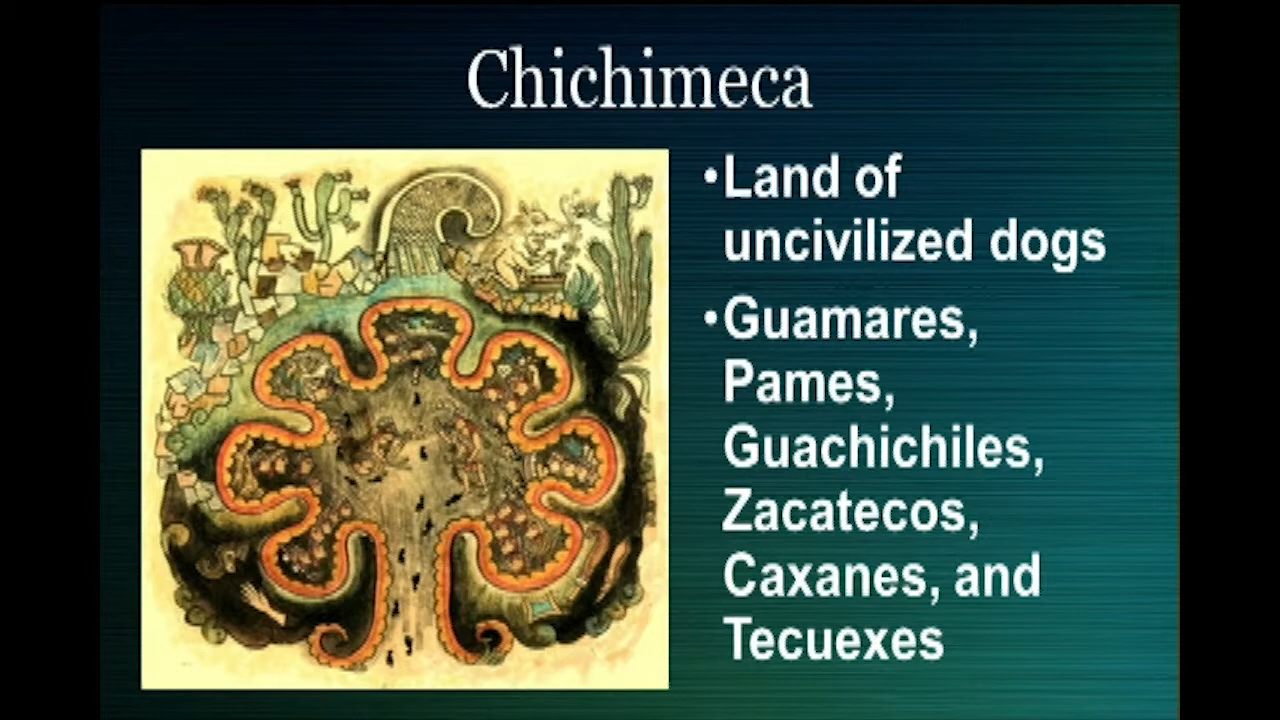 Chichimeca
•Land of
uncivilized dogs
•Guamares,
Pames,
Guachichiles,
Zacatecos,
Caxanes, and
Tecuexes